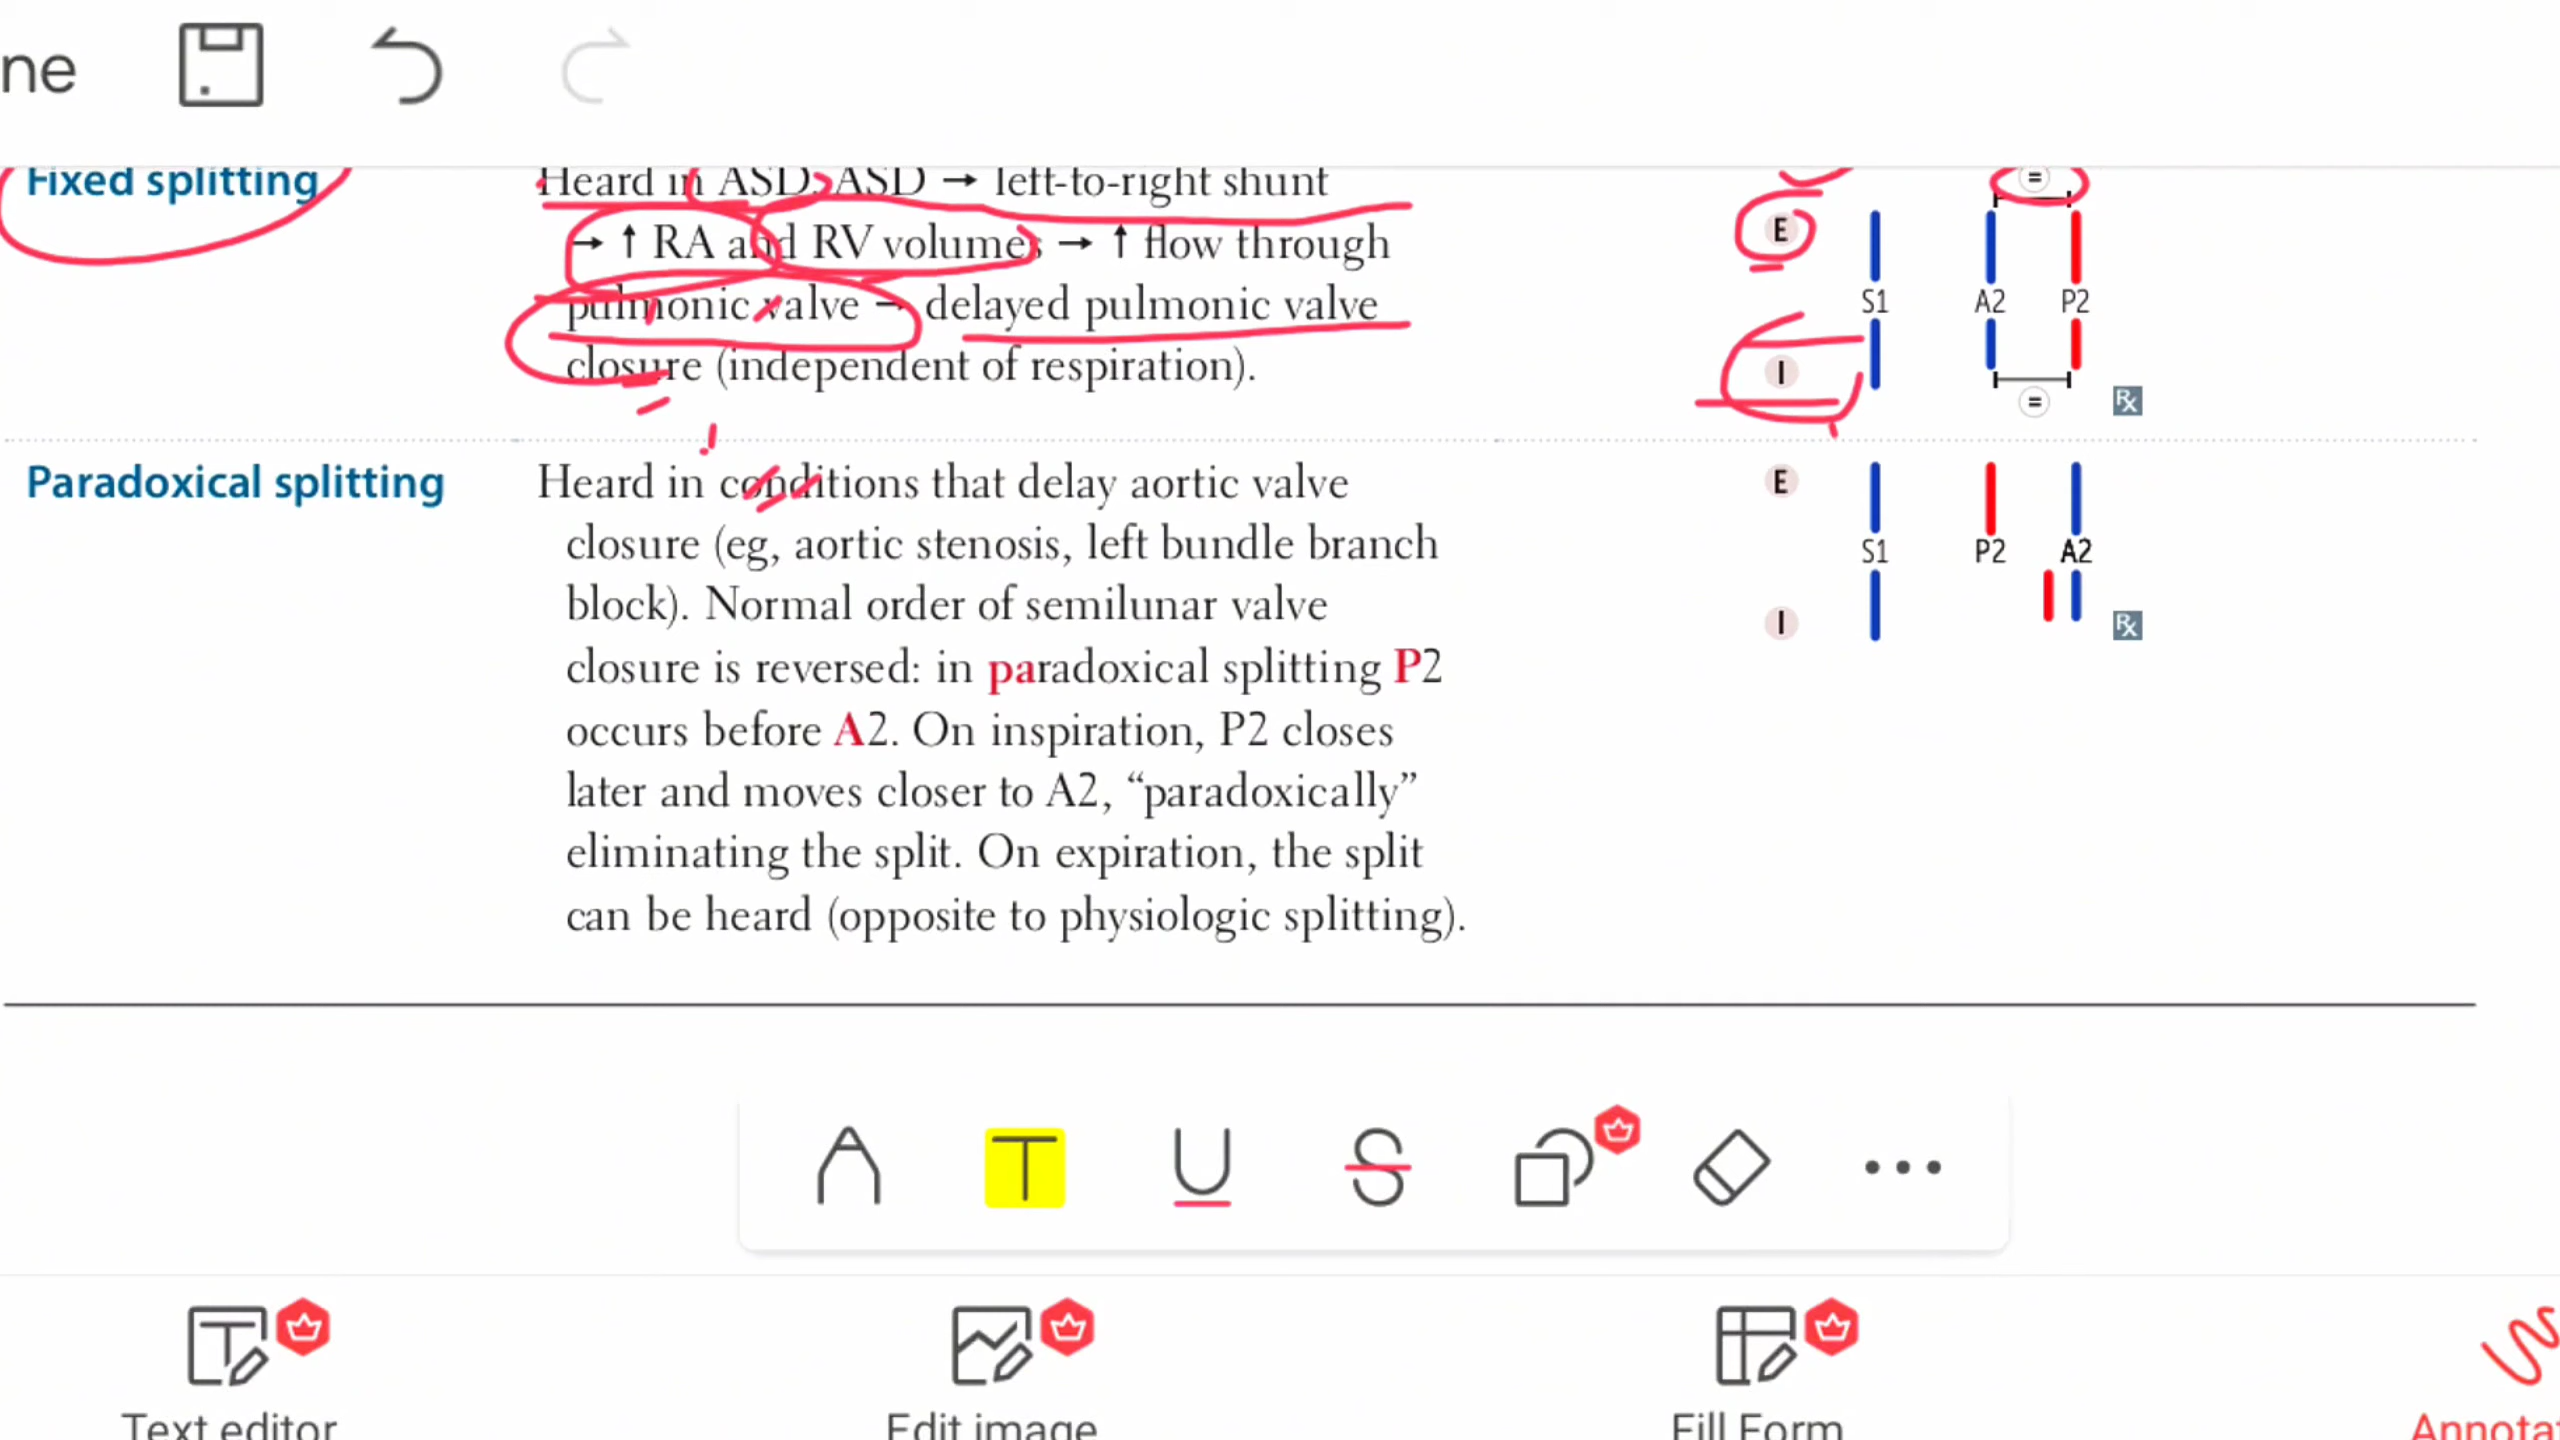 ne
Fixed splitting
Heard in ASD. ASD → left-to-right shunt
→ ↑ RA and RV volumes → ↑ flow through
pulmonic valve → delayed pulmonic valve
closure (independent of respiration).
=
E
S1 A2 P2
I
=
Rx
Paradoxical splitting
Heard in conditions that delay aortic valve
closure (eg, aortic stenosis, left bundle branch
block). Normal order of semilunar valve
closure is reversed: in paradoxical splitting P2
occurs before A2. On inspiration, P2 closes
later and moves closer to A2, “paradoxically”
eliminating the split. On expiration, the split
can be heard (opposite to physiologic splitting).
E
S1 P2 A2
I
Rx
T U S
Text editor
Edit image
Fill Form
Annota